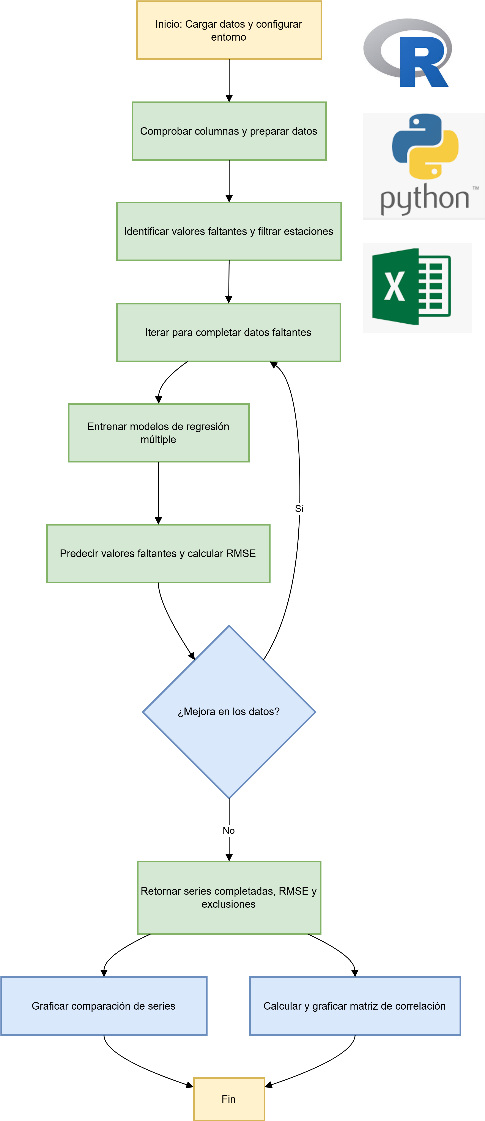 Inicio: Cargar datos y configurar
entorno
R
Comprobar columnas y preparar datos
python™
Identificar valores faltantes y filtrar estaciones
X
Iterar para completar datos faltantes
Entrenar modelos de regresión
múltiple
Si
Predecir valores faltantes y calcular RMSE
¿Mejora en los datos?
No
Retornar series completadas, RMSE y
exclusiones
Graficar comparación de series
Calcular y graficar matriz de correlación
Fin